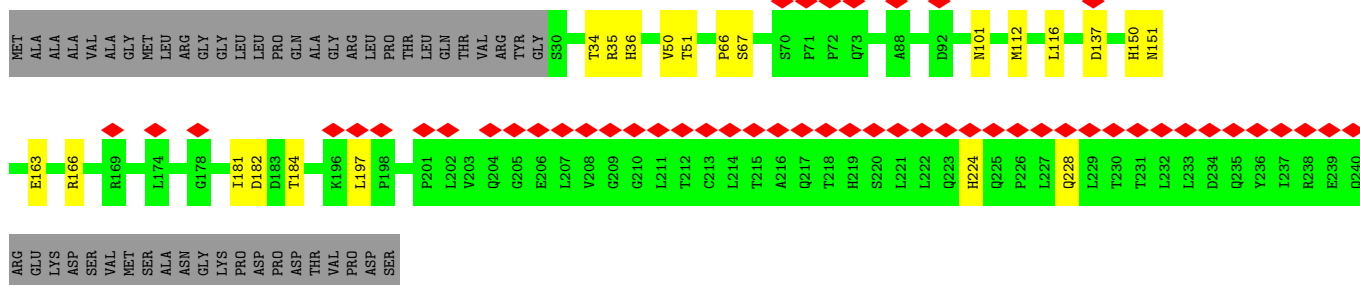 MET ALA ALA ALA VAL ALA GLY MET LEU ARG GLY GLY LEU LEU PRO GLN ALA GLY ARG LEU PRO THR LEU GLN THR VAL ARG TYR GLY S30 T34 R35 H36 V50 T51 P66 S67 S70 P71 P72 Q73 A88 D92 N101 M112 L116 D137 H150 N151
E163 R166 R169 L174 G178 I181 D182 D183 T184 K196 L197 P198 P201 L202 V203 Q204 G205 E206 L207 V208 G209 G210 L211 T212 C213 L214 T215 A216 Q217 T218 H219 S220 L221 L222 Q223 H224 Q225 P226 L227 Q228 L229 T230 T231 L232 L233 D234 Q235 Y236 I237 R238 E239 Q240
ARG GLU LYS ASP SER VAL MET SER ALA ASN GLY LYS PRO ASP PRO ASP THR VAL PRO ASP SER